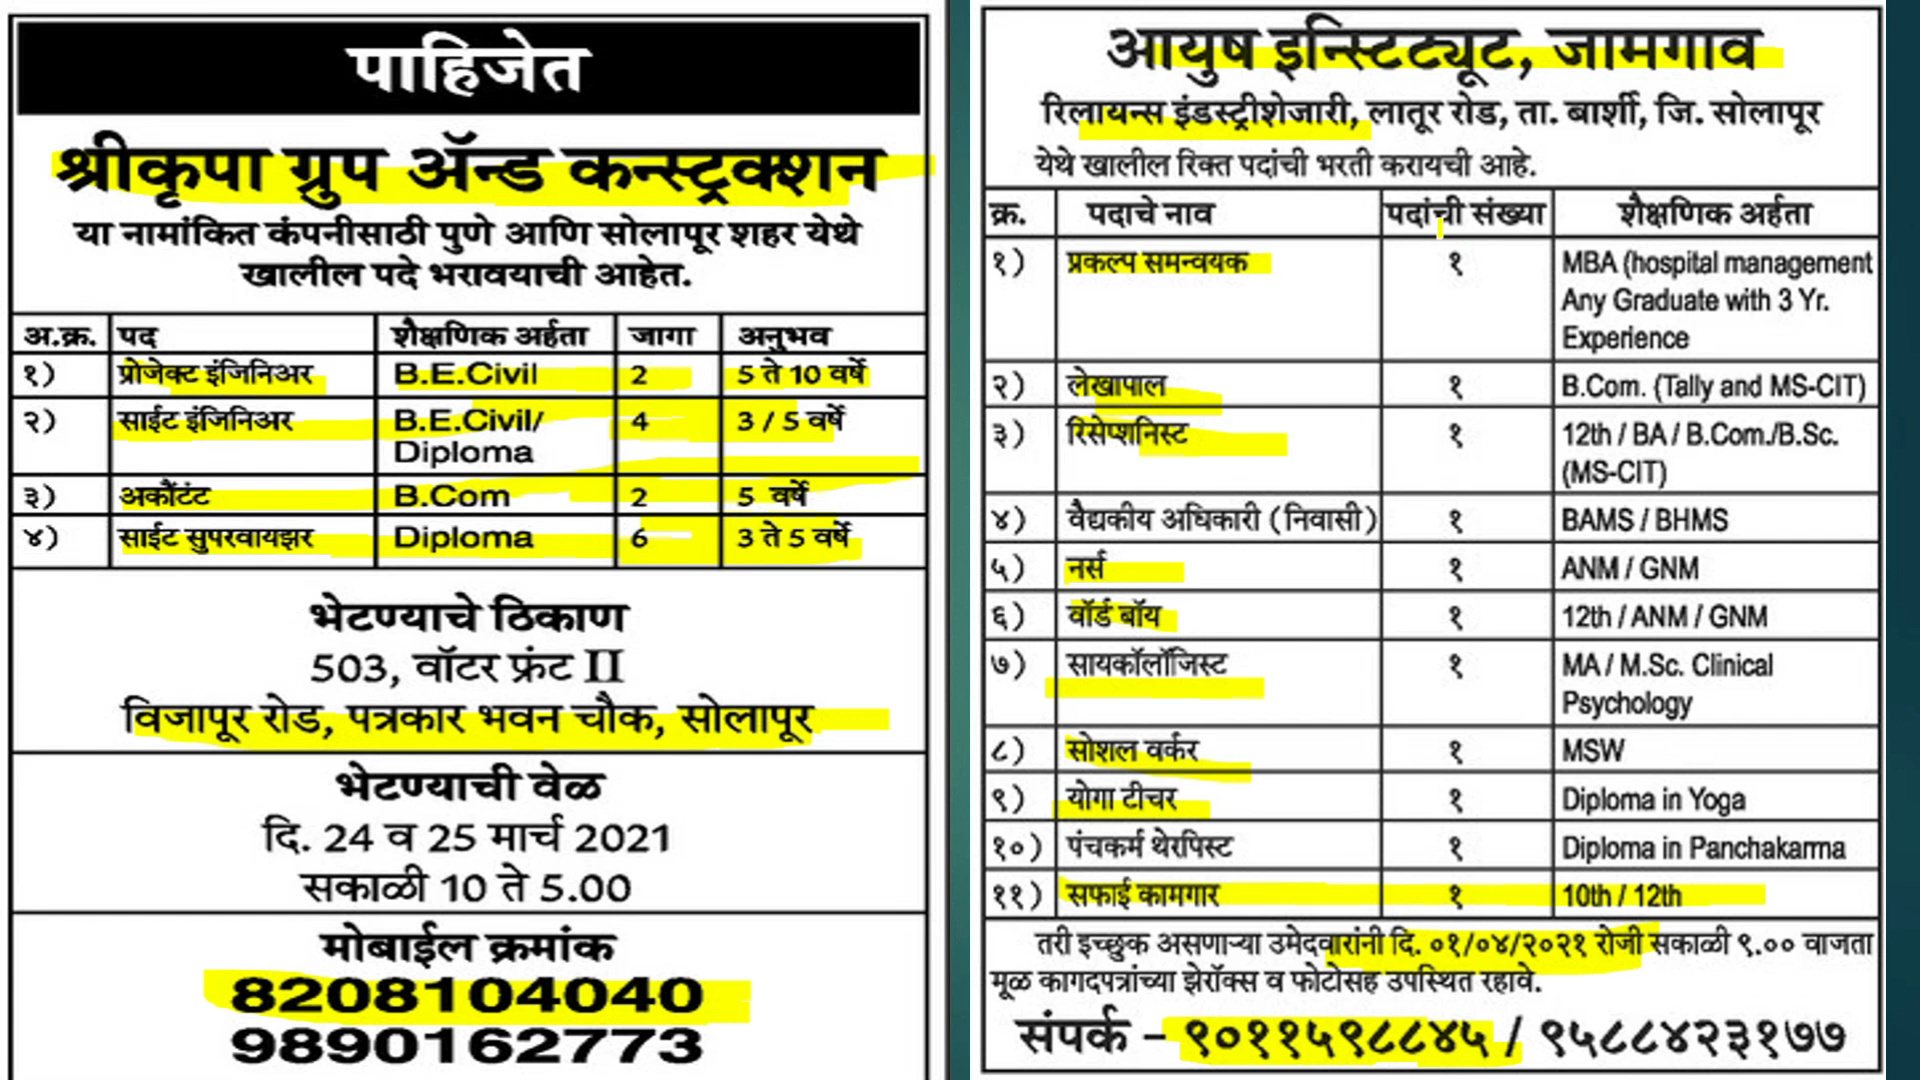 पाहिजेत
श्रीकृपा ग्रुप ॲन्ड कन्स्ट्रक्शन
या नामांकित कंपनीसाठी पुणे आणि सोलापूर शहर येथे
खालील पदे भरावयाची आहेत.
अ.क्र. पद शैक्षणिक अर्हता जागा अनुभव
१) प्रोजेक्ट इंजिनिअर B.E.Civil 2 5 ते 10 वर्षे
२) साईट इंजिनिअर B.E.Civil/ 4 3 / 5 वर्षे
Diploma
३) अकौंटंट B.Com 2 5 वर्षे
४) साईट सुपरवायझर Diploma 6 3 ते 5 वर्षे
भेटण्याचे ठिकाण
503, वॉटर फ्रंट II
विजापूर रोड, पत्रकार भवन चौक, सोलापूर
भेटण्याची वेळ
दि. 24 व 25 मार्च 2021
सकाळी 10 ते 5.00
मोबाईल क्रमांक
8208104040
9890162773
आयुष इन्स्टिट्यूट, जामगाव
रिलायन्स इंडस्ट्रीशेजारी, लातूर रोड, ता. बार्शी, जि. सोलापूर
येथे खालील रिक्त पदांची भरती करायची आहे.
क्र. पदाचे नाव पदांची संख्या शैक्षणिक अर्हता
१) प्रकल्प समन्वयक १ MBA (hospital management
Any Graduate with 3 Yr.
Experience
२) लेखापाल १ B.Com. (Tally and MS-CIT)
३) रिसेप्शनिस्ट १ 12th / BA / B.Com./B.Sc.
(MS-CIT)
४) वैद्यकीय अधिकारी (निवासी) १ BAMS / BHMS
५) नर्स १ ANM / GNM
६) वॉर्ड बॉय १ 12th / ANM / GNM
७) सायकॉलॉजिस्ट १ MA / M.Sc. Clinical
Psychology
८) सोशल वर्कर १ MSW
९) योगा टीचर १ Diploma in Yoga
१०) पंचकर्म थेरपिस्ट १ Diploma in Panchakarma
११) सफाई कामगार १ 10th / 12th
तरी इच्छुक असणाऱ्या उमेदवारांनी दि. ०१/०४/२०२१ रोजी सकाळी ९.०० वाजता
मूळ कागदपत्रांच्या झेरॉक्स व फोटोसह उपस्थित रहावे.
संपर्क – ९०११५९८८४५ / ९५८८४२३१७७